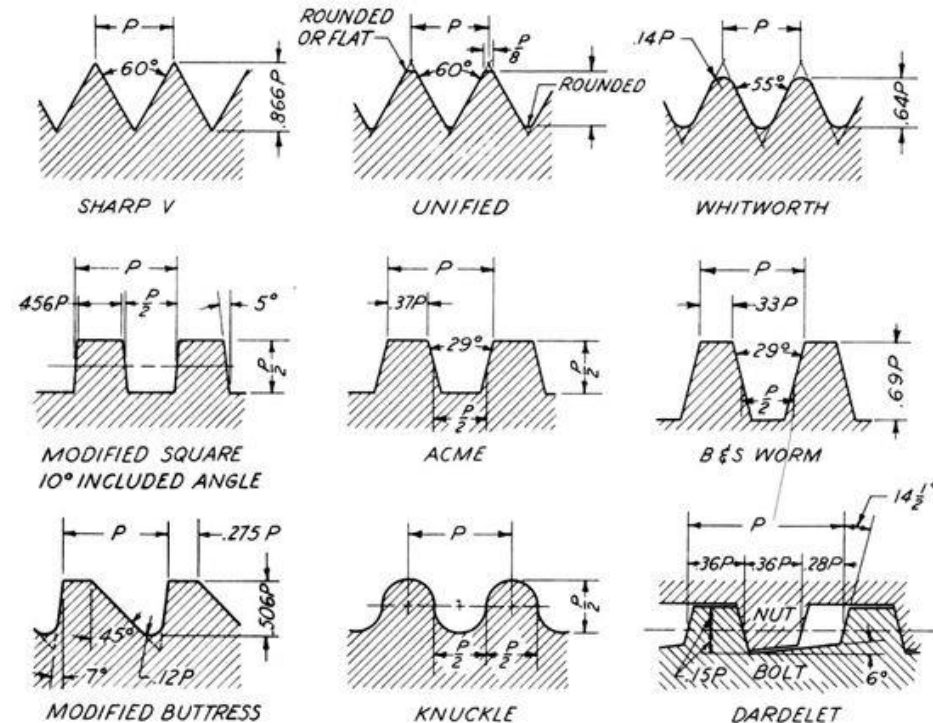 P
60°
.866P
SHARP V
ROUNDED
OR FLAT
P
P/8
60°
ROUNDED
UNIFIED
.14P
P
55°
.64P
WHITWORTH
P
456P
P/2
5°
P/2
MODIFIED SQUARE
10° INCLUDED ANGLE
P
.37P
29°
P/2
P/2
ACME
P
.33P
29°
P/2
.69P
B & S WORM
P
.275P
.506P
45°
7°
.12P
MODIFIED BUTTRESS
P
P/2
P/2
P/2
KNUCKLE
14 1/2°
P
.36P
.36P
.28P
NUT
BOLT
.15P
6°
DARDELET